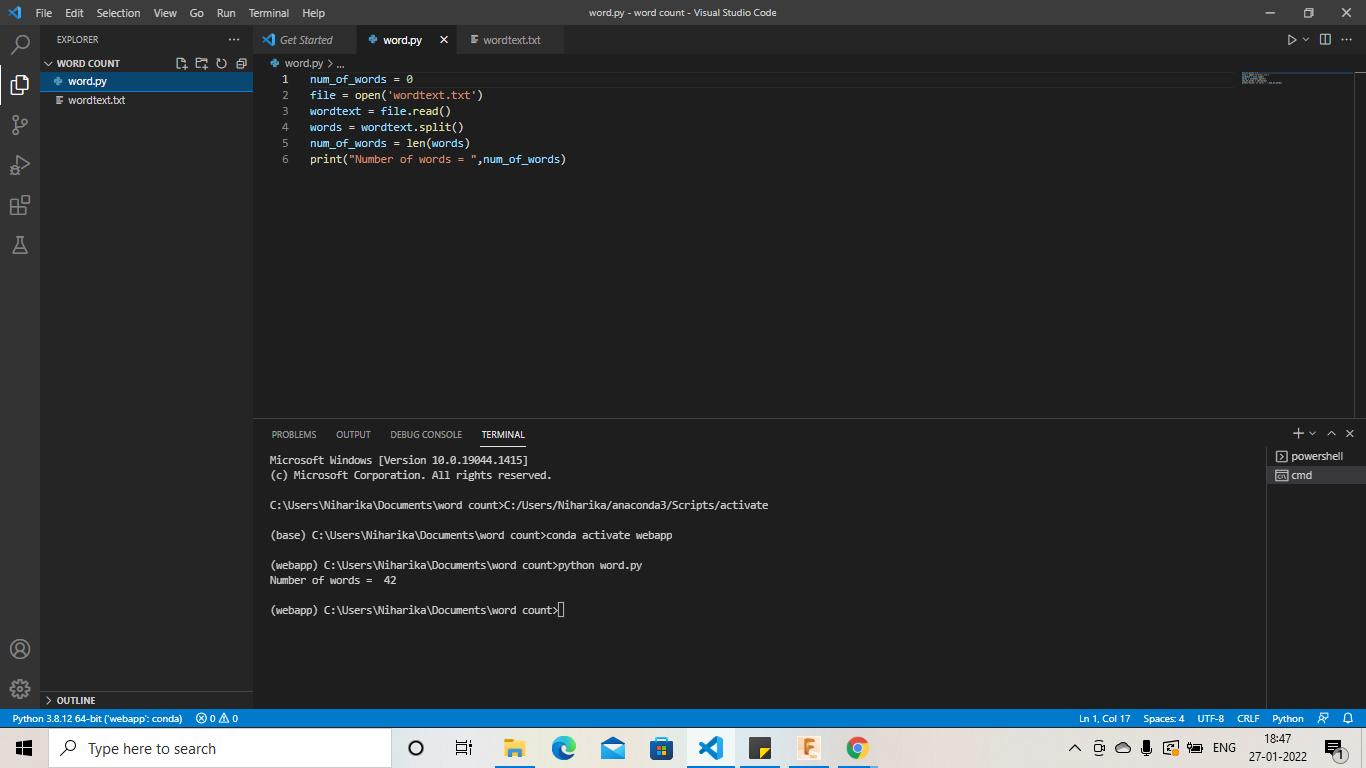 File Edit Selection View Go Run Terminal Help
word.py - word count - Visual Studio Code
EXPLORER
Get Started
word.py
wordtext.txt
WORD COUNT
word.py
wordtext.txt
word.py > ...
1 num_of_words = 0
2 file = open('wordtext.txt')
3 wordtext = file.read()
4 words = wordtext.split()
5 num_of_words = len(words)
6 print("Number of words = ",num_of_words)
PROBLEMS OUTPUT DEBUG CONSOLE TERMINAL
powershell
cmd
Microsoft Windows [Version 10.0.19044.1415]
(c) Microsoft Corporation. All rights reserved.
C:\Users\Niharika\Documents\word count>C:/Users/Niharika/anaconda3/Scripts/activate
(base) C:\Users\Niharika\Documents\word count>conda activate webapp
(webapp) C:\Users\Niharika\Documents\word count>python word.py
Number of words =  42
(webapp) C:\Users\Niharika\Documents\word count>
OUTLINE
Python 3.8.12 64-bit ('webapp': conda) 0 0
Ln 1, Col 17 Spaces: 4 UTF-8 CRLF Python
Type here to search
ENG
18:47
27-01-2022
1